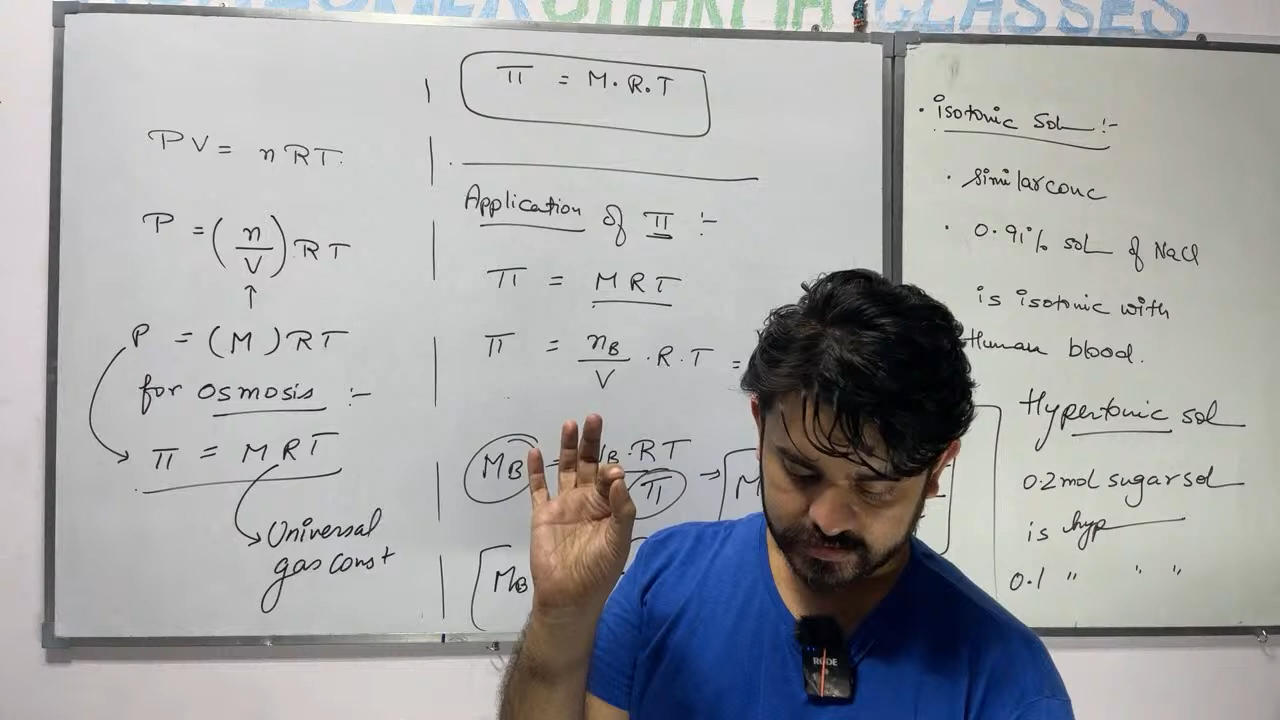 SHARMA CLASSES
π = M.R.T
PV = nRT.
P = (n/V).RT
↑
P = (M) RT
for Osmosis :-
π = MRT
Universal
gas const
Application of π :-
π = MRT
π = nB/V .R.T =
MB = .RT
π
MB
• isotonic Sol :-
• Similar conc
• 0.91% sol of NaCl
is isotonic with
Human blood.
Hypertonic sol
0.2 mol sugar sol
is hyp
0.1 " " "
RØDE